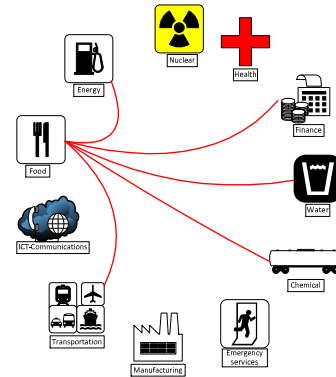 Nuclear
Health
Energy
Finance
Food
Water
ICT-Communications
Chemical
Transportation
Emergency
services
Manufacturing